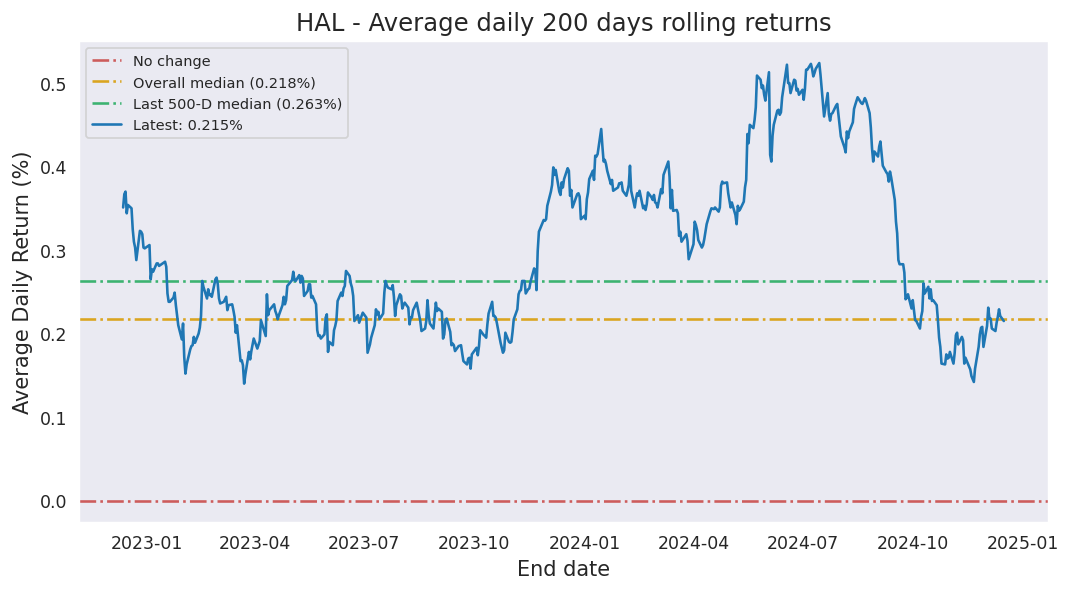 HAL - Average daily 200 days rolling returns
No change
Overall median (0.218%)
Last 500-D median (0.263%)
Latest: 0.215%
Average Daily Return (%)
0.5
0.4
0.3
0.2
0.1
0.0
2023-01 2023-04 2023-07 2023-10 2024-01 2024-04 2024-07 2024-10 2025-01
End date